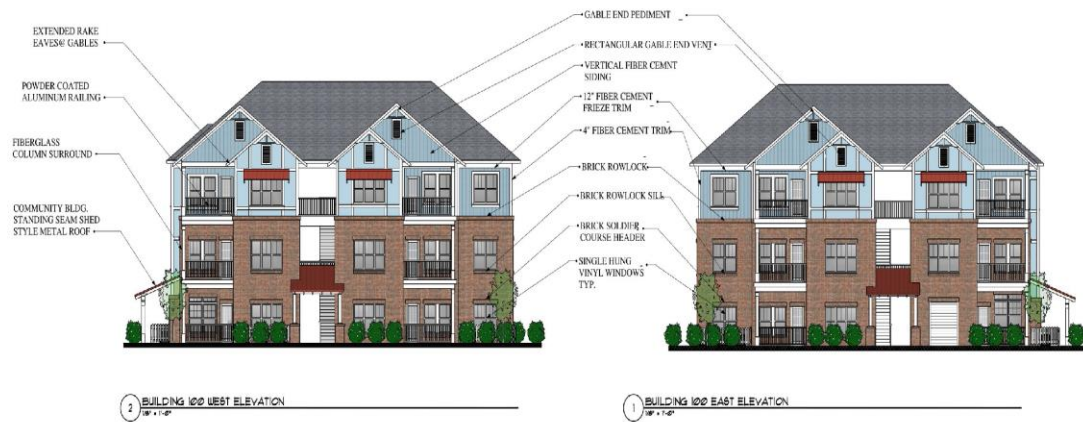 EXTENDED RAKE
EAVES@ GABLES
POWDER COATED
ALUMINUM RAILING
FIBERGLASS
COLUMN SURROUND
COMMUNITY BLDG.
STANDING SEAM SHED
STYLE METAL ROOF
GABLE END PEDIMENT
RECTANGULAR GABLE END VENT
VERTICAL FIBER CEMNT
SIDING
12" FIBER CEMENT
FRIEZE TRIM
4" FIBER CEMENT TRIM
BRICK ROWLOCK
BRICK ROWLOCK SILL
BRICK SOLDIER
COURSE HEADER
SINGLE HUNG
VINYL WINDOWS
TYP.
2 BUILDING 100 WEST ELEVATION
1 BUILDING 100 EAST ELEVATION